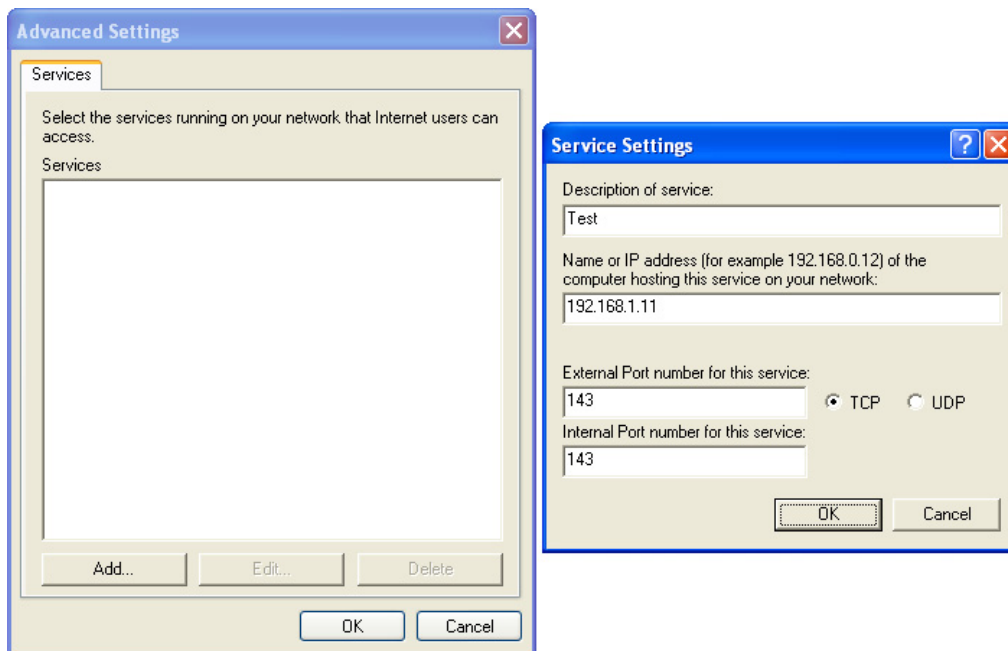 Advanced Settings
Services
Select the services running on your network that Internet users can
access.
Services
Add...
Edit...
Delete
OK
Cancel
Service Settings
Description of service:
Test
Name or IP address (for example 192.168.0.12) of the
computer hosting this service on your network:
192.168.1.11
External Port number for this service:
143
TCP
UDP
Internal Port number for this service:
143
OK
Cancel